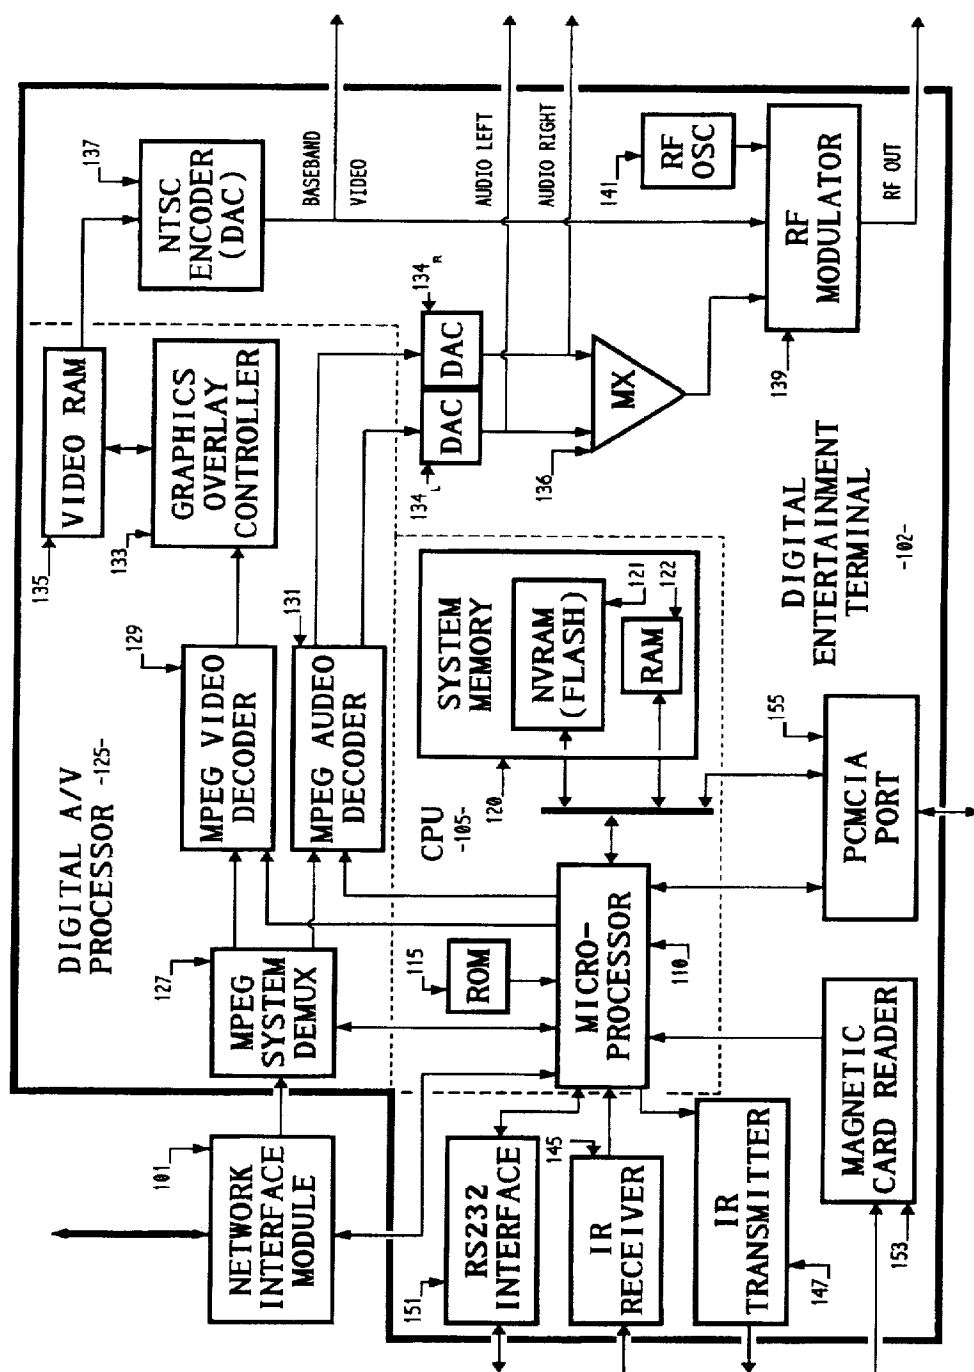 NETWORK
INTERFACE
MODULE
101
MPEG
SYSTEM
DEMUX
127
DIGITAL A/V
PROCESSOR -125-
MPEG VIDEO
DECODER
129
MPEG AUDEO
DECODER
131
VIDEO RAM
135
GRAPHICS
OVERLAY
CONTROLLER
133
NTSC
ENCODER
(DAC)
137
BASEBAND
VIDEO
AUDIO LEFT
AUDIO RIGHT
DAC
134 L
DAC
134 R
MX
136
RF
OSC
141
RF
MODULATOR
139
RF OUT
CPU
-105-
ROM
115
MICRO-
PROCESSOR
110
SYSTEM
MEMORY
120
NVRAM
(FLASH)
121
RAM
122
RS232
INTERFACE
151
IR
RECEIVER
145
IR
TRANSMITTER
147
MAGNETIC
CARD READER
153
PCMCIA
PORT
155
DIGITAL
ENTERTAINMENT
TERMINAL
-102-